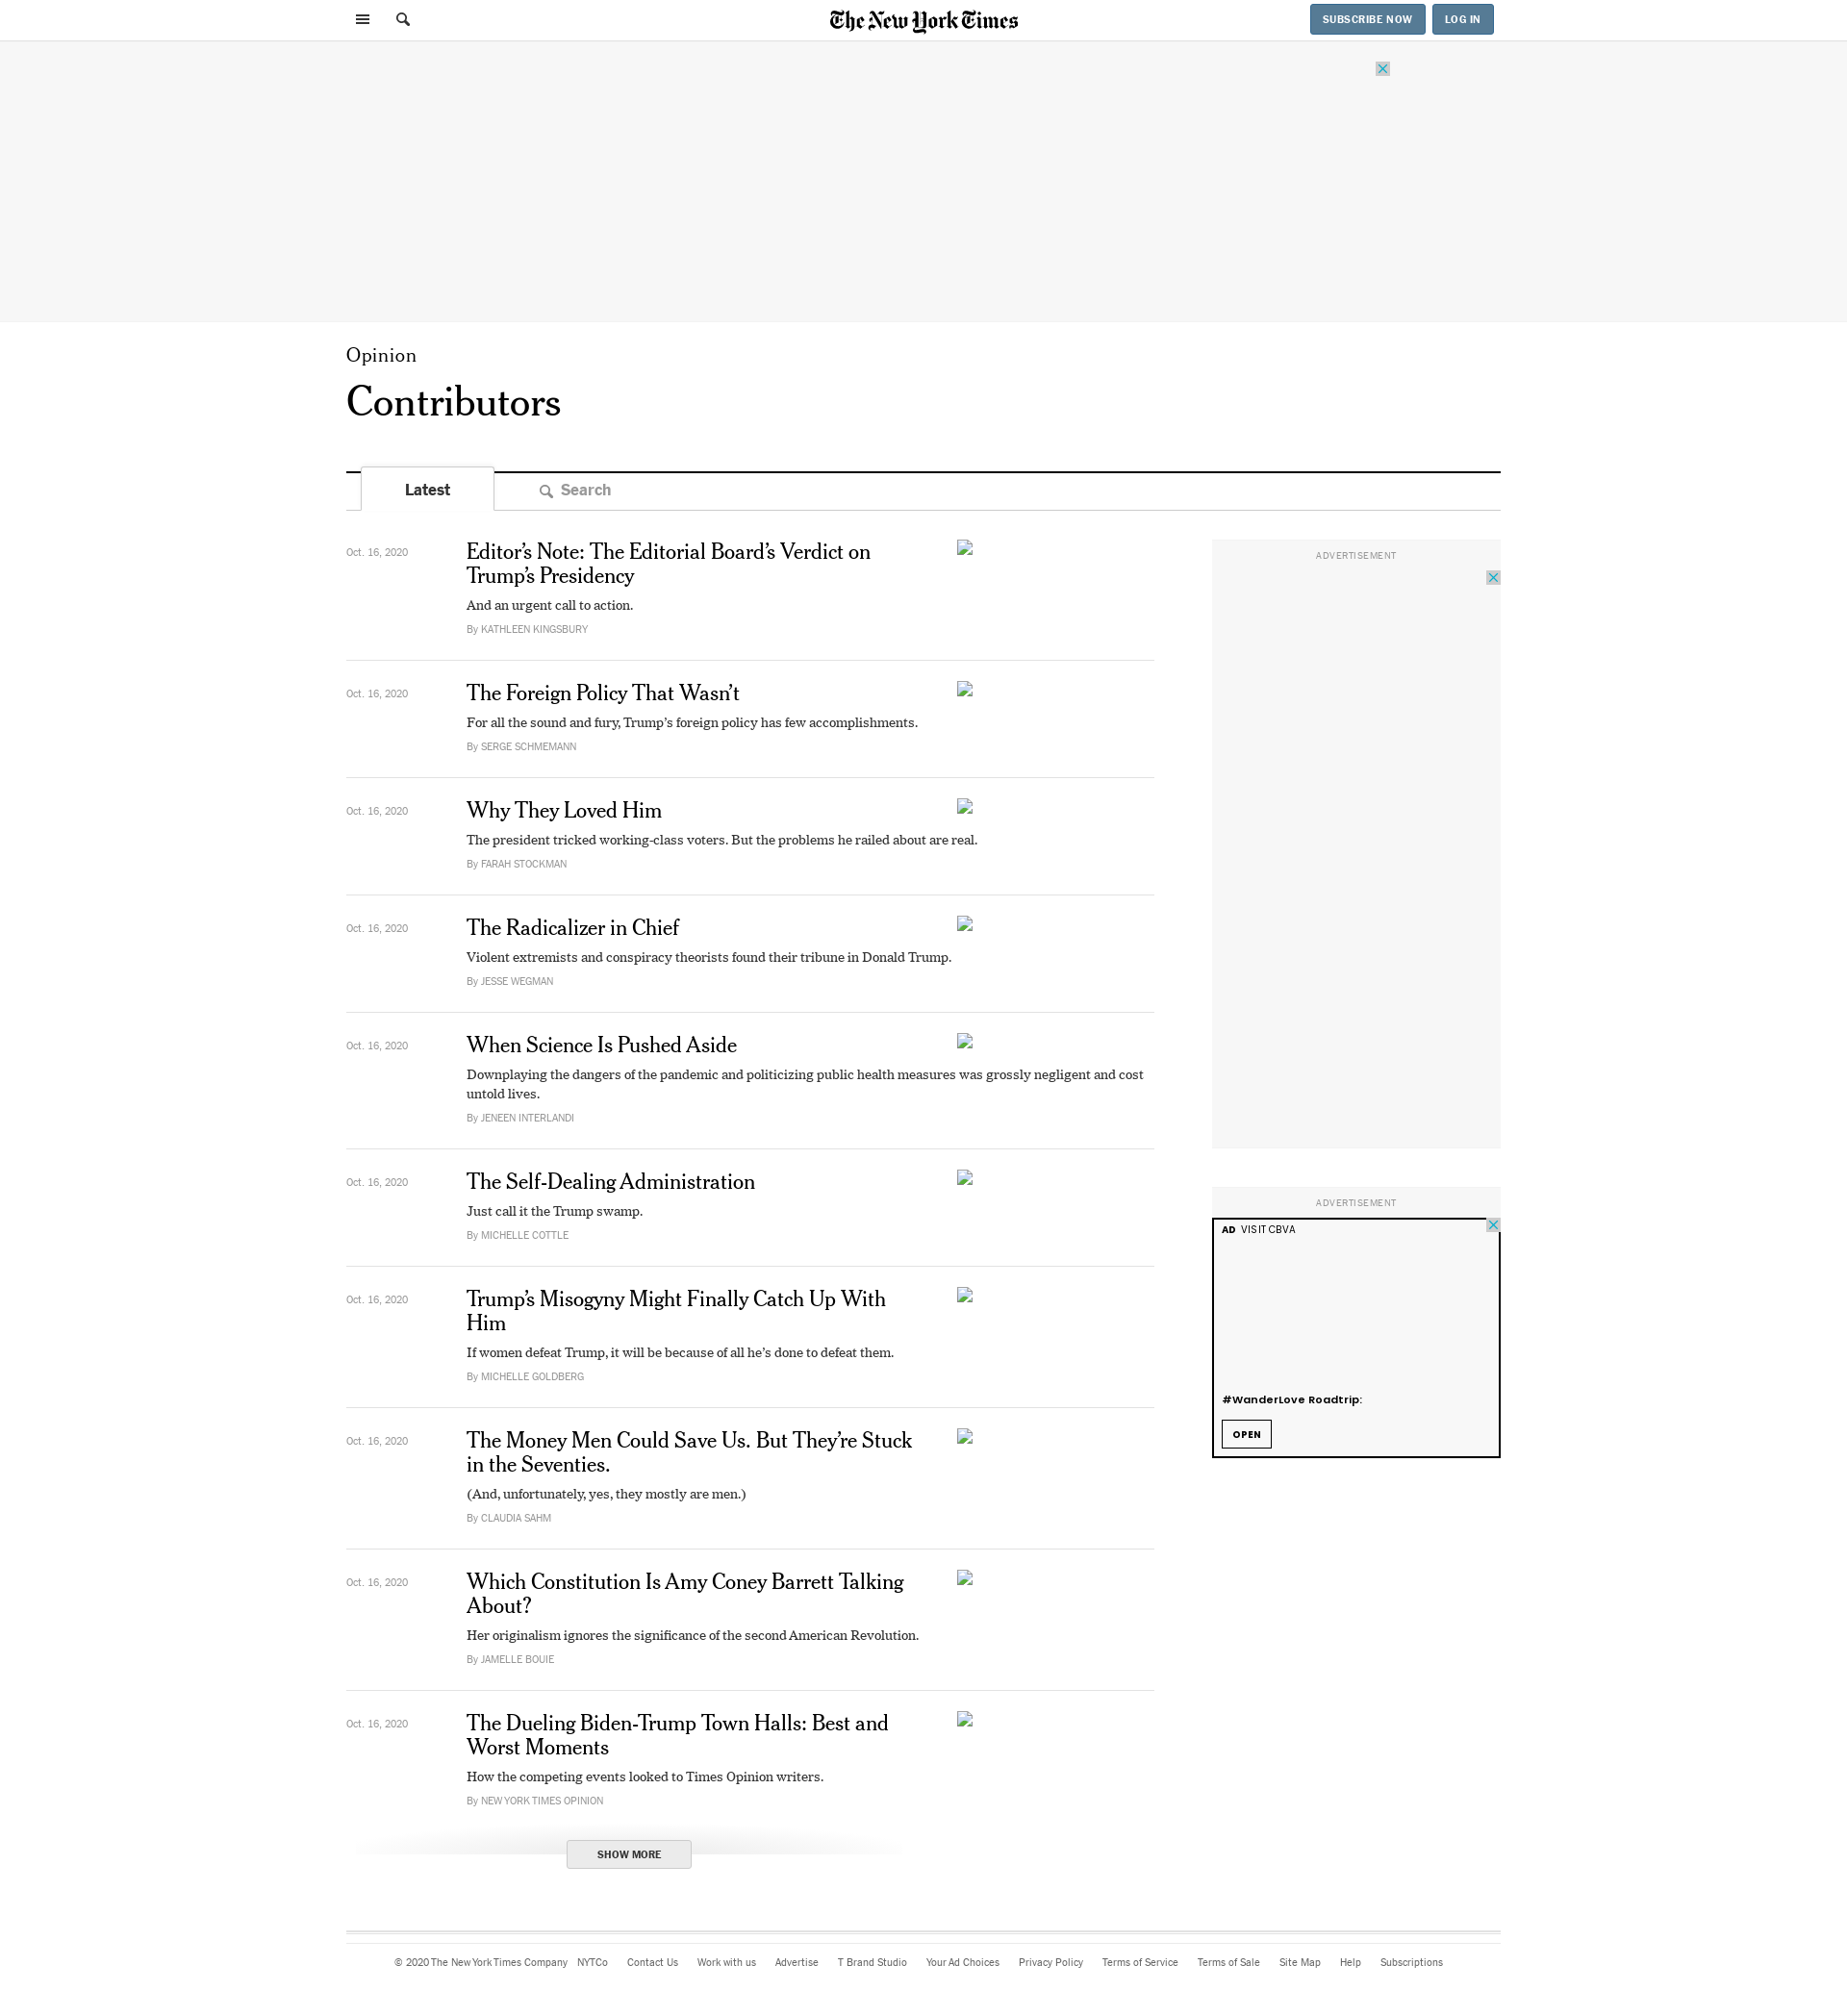 The New York Times
SUBSCRIBE NOW
LOG IN
Opinion
Contributors
Latest
Search
Oct. 16, 2020
Editor’s Note: The Editorial Board’s Verdict on
Trump’s Presidency
And an urgent call to action.
By KATHLEEN KINGSBURY
Oct. 16, 2020
The Foreign Policy That Wasn’t
For all the sound and fury, Trump’s foreign policy has few accomplishments.
By SERGE SCHMEMANN
Oct. 16, 2020
Why They Loved Him
The president tricked working-class voters. But the problems he railed about are real.
By FARAH STOCKMAN
Oct. 16, 2020
The Radicalizer in Chief
Violent extremists and conspiracy theorists found their tribune in Donald Trump.
By JESSE WEGMAN
Oct. 16, 2020
When Science Is Pushed Aside
Downplaying the dangers of the pandemic and politicizing public health measures was grossly negligent and cost
untold lives.
By JENEEN INTERLANDI
Oct. 16, 2020
The Self-Dealing Administration
Just call it the Trump swamp.
By MICHELLE COTTLE
Oct. 16, 2020
Trump’s Misogyny Might Finally Catch Up With
Him
If women defeat Trump, it will be because of all he’s done to defeat them.
By MICHELLE GOLDBERG
Oct. 16, 2020
The Money Men Could Save Us. But They’re Stuck
in the Seventies.
(And, unfortunately, yes, they mostly are men.)
By CLAUDIA SAHM
Oct. 16, 2020
Which Constitution Is Amy Coney Barrett Talking
About?
Her originalism ignores the significance of the second American Revolution.
By JAMELLE BOUIE
Oct. 16, 2020
The Dueling Biden-Trump Town Halls: Best and
Worst Moments
How the competing events looked to Times Opinion writers.
By NEW YORK TIMES OPINION
SHOW MORE
ADVERTISEMENT
ADVERTISEMENT
AD VISIT CBVA
#WanderLove Roadtrip:
OPEN
© 2020 The New York Times Company NYTCo Contact Us Work with us Advertise T Brand Studio Your Ad Choices Privacy Policy Terms of Service Terms of Sale Site Map Help Subscriptions